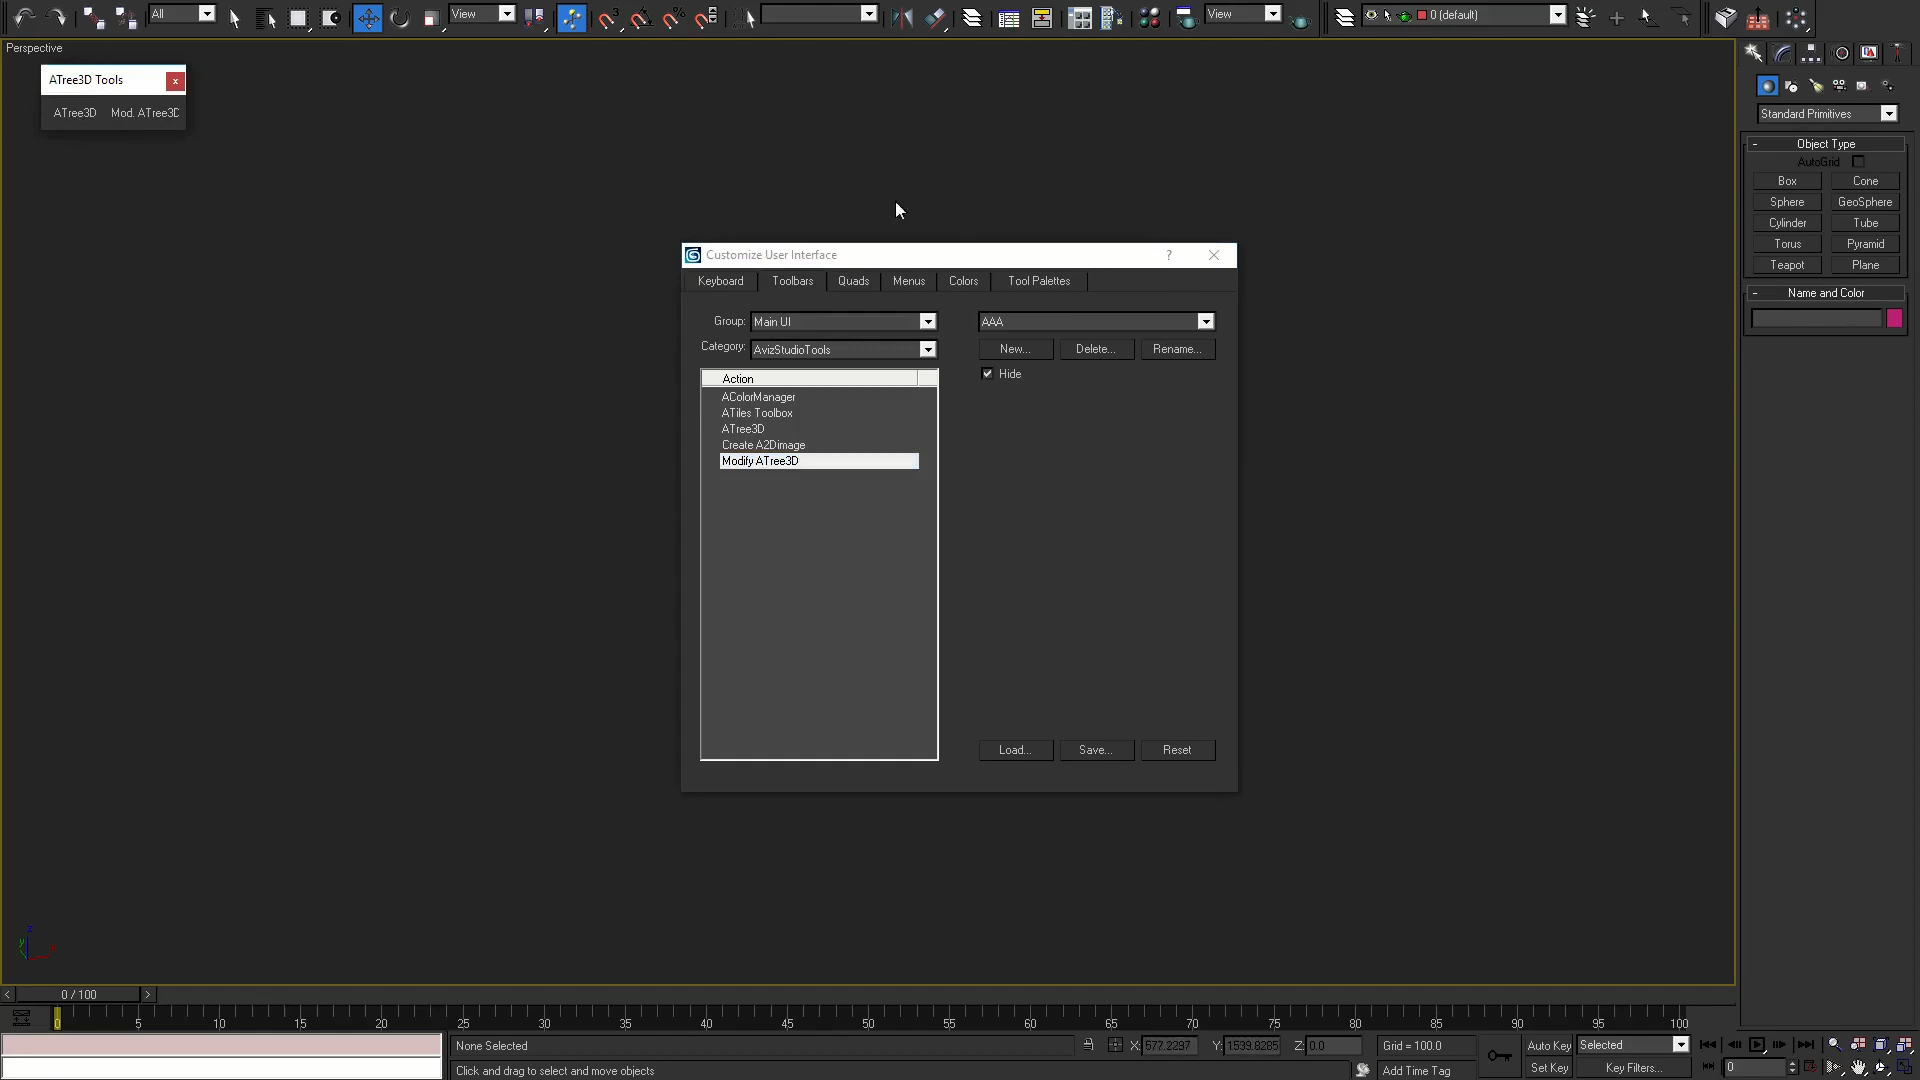 All
View
View
0 (default)
Perspective
ATree3D Tools
ATree3D Mod. ATree3D
Standard Primitives
Object Type
AutoGrid
Box Cone
Sphere GeoSphere
Cylinder Tube
Torus Pyramid
Teapot Plane
Name and Color
Customize User Interface
Keyboard Toolbars Quads Menus Colors Tool Palettes
Group: Main UI
AAA
Category: AvizStudioTools
New... Delete... Rename...
Hide
Action
AColorManager
ATiles Toolbox
ATree3D
Create A2Dimage
Modify ATree3D
Load... Save... Reset
0 / 100
0 5 10 15 20 25 30 35 40 45 50 55 60 65 70 75 80 85 90 95 100
None Selected X: 577.2297 Y: 1539.8285 Z: 0.0 Grid = 100.0 Auto Key Selected
Click and drag to select and move objects Add Time Tag Set Key Key Filters... 0